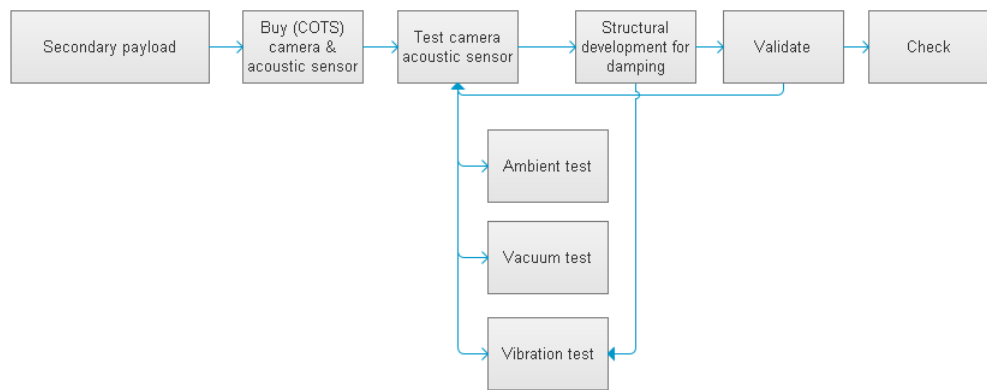 Secondary payload
Buy (COTS)
camera &
acoustic sensor
Test camera
acoustic sensor
Structural
development for
damping
Validate
Check
Ambient test
Vacuum test
Vibration test